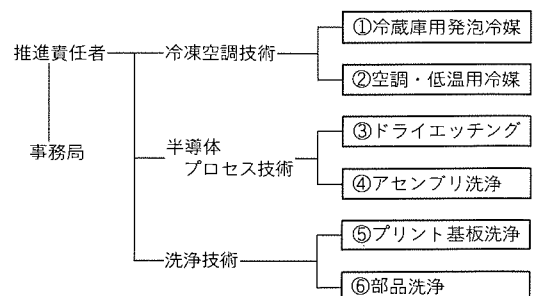 推進責任者
事務局
冷凍空調技術
①冷蔵庫用発泡冷媒
②空調・低温用冷媒
半導体
プロセス技術
③ドライエッチング
④アセンブリ洗浄
洗浄技術
⑤プリント基板洗浄
⑥部品洗浄